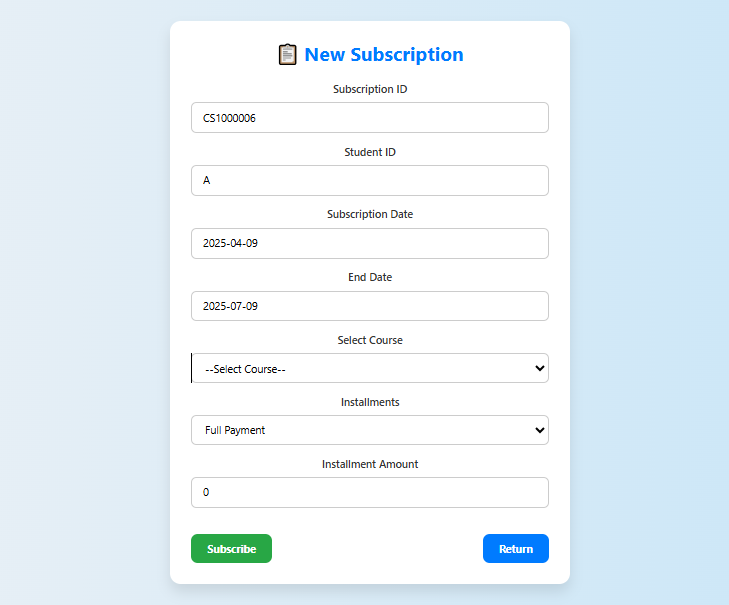 New Subscription
Subscription ID
CS1000006
Student ID
A
Subscription Date
2025-04-09
End Date
2025-07-09
Select Course
--Select Course--
Installments
Full Payment
Installment Amount
0
Subscribe
Return